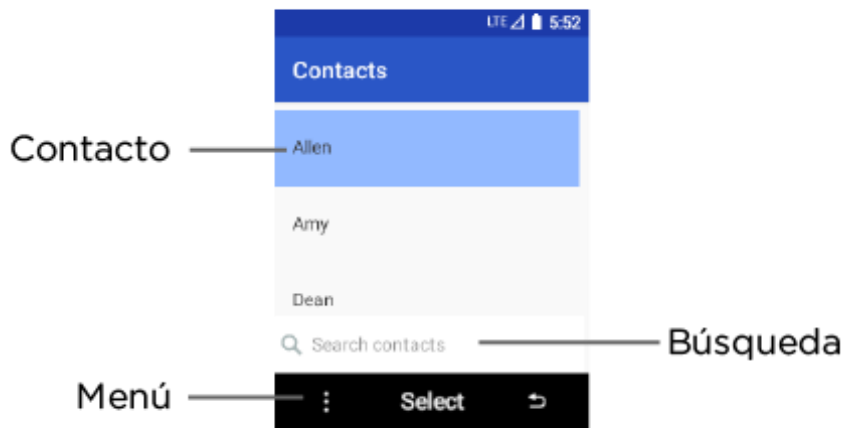 LTE 5:52
Contacts
Contacto
Allen
Amy
Dean
Search contacts
Búsqueda
Menú
Select